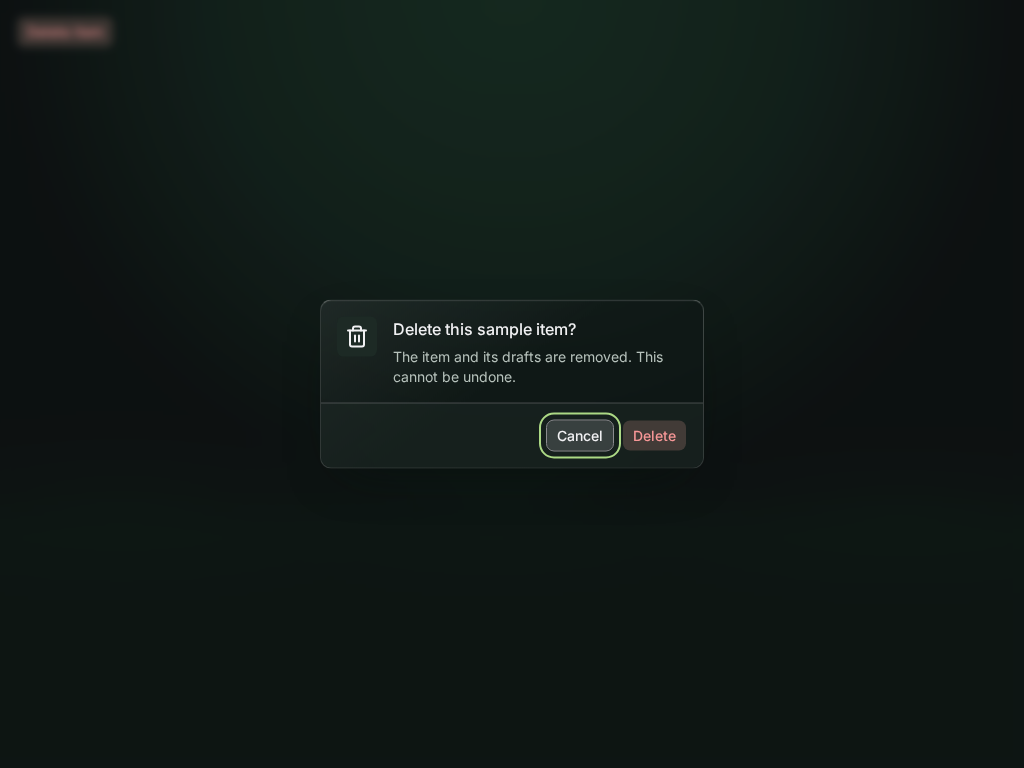 Delete this sample item?
The item and its drafts are removed. This
cannot be undone.
Cancel
Delete